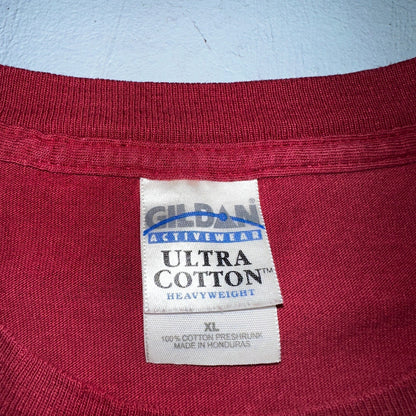 GILDAN
ACTIVEWEAR
ULTRA
COTTON™
HEAVYWEIGHT
XL
100% COTTON PRESHRUNK
MADE IN HONDURAS